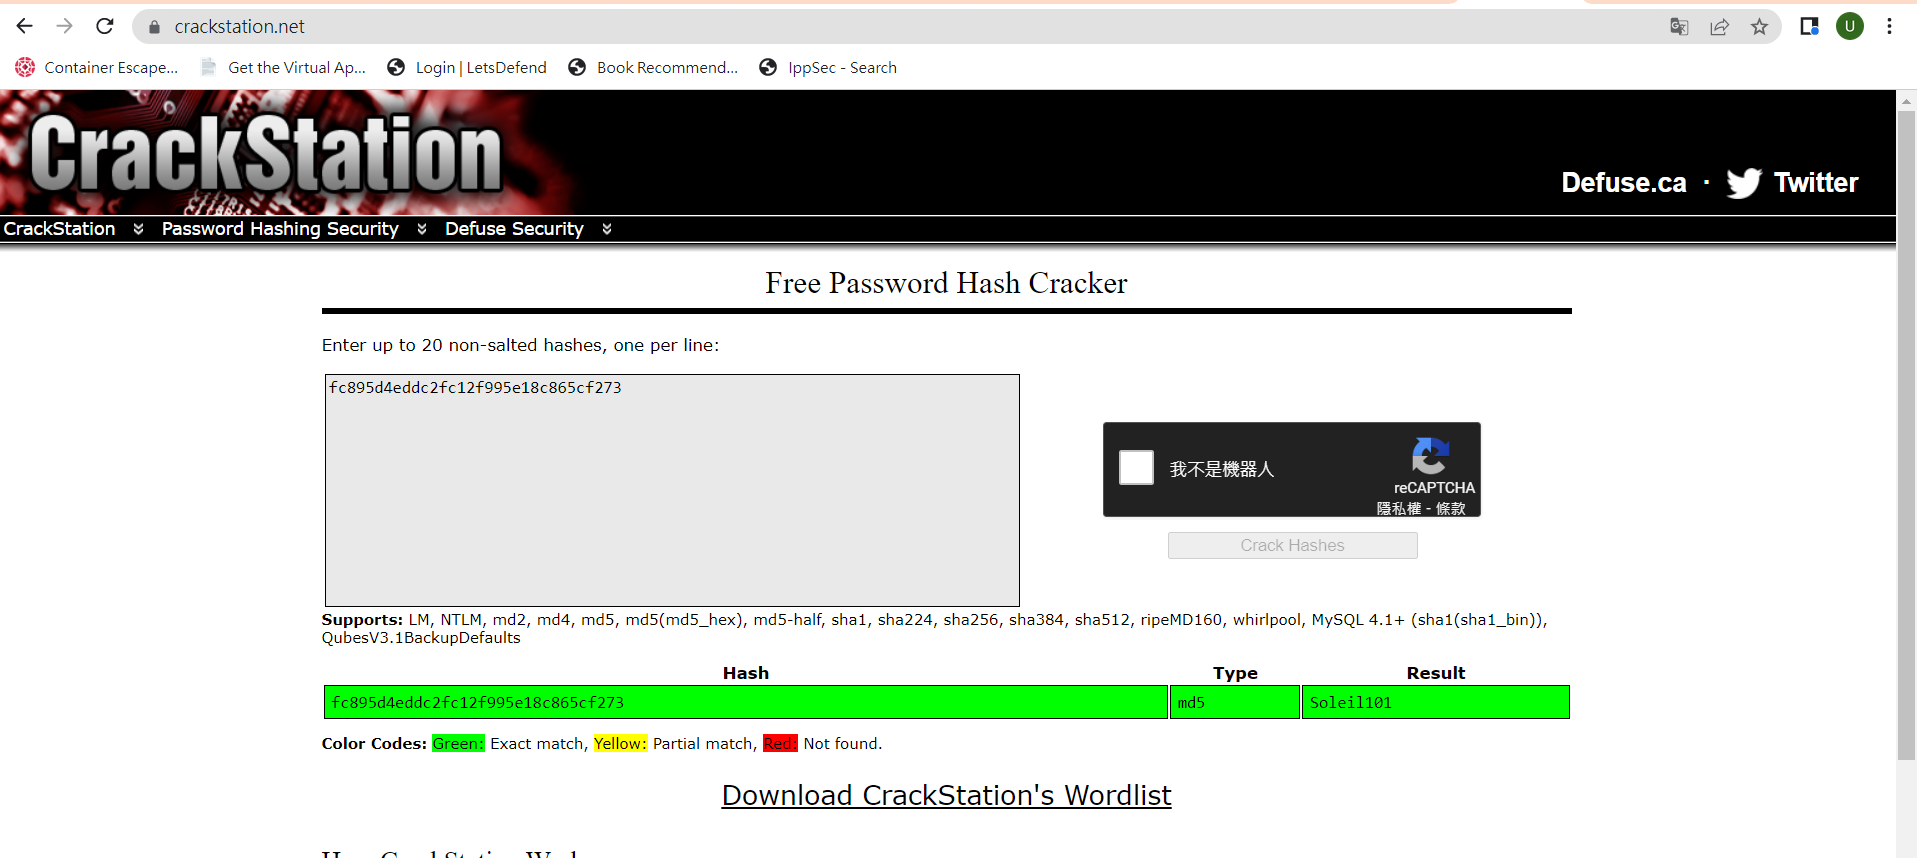 crackstation.net
U
Container Escape...
Get the Virtual Ap...
Login | LetsDefend
Book Recommend...
IppSec - Search
CrackStation
Defuse.ca · Twitter
CrackStation Password Hashing Security Defuse Security
Free Password Hash Cracker
Enter up to 20 non-salted hashes, one per line:
fc895d4eddc2fc12f995e18c865cf273
我不是機器人
reCAPTCHA
隱私權 - 條款
Crack Hashes
Supports: LM, NTLM, md2, md4, md5, md5(md5_hex), md5-half, sha1, sha224, sha256, sha384, sha512, ripeMD160, whirlpool, MySQL 4.1+ (sha1(sha1_bin)),
QubesV3.1BackupDefaults
Hash Type Result
fc895d4eddc2fc12f995e18c865cf273 md5 Soleil101
Color Codes: Green: Exact match, Yellow: Partial match, Red: Not found.
Download CrackStation's Wordlist